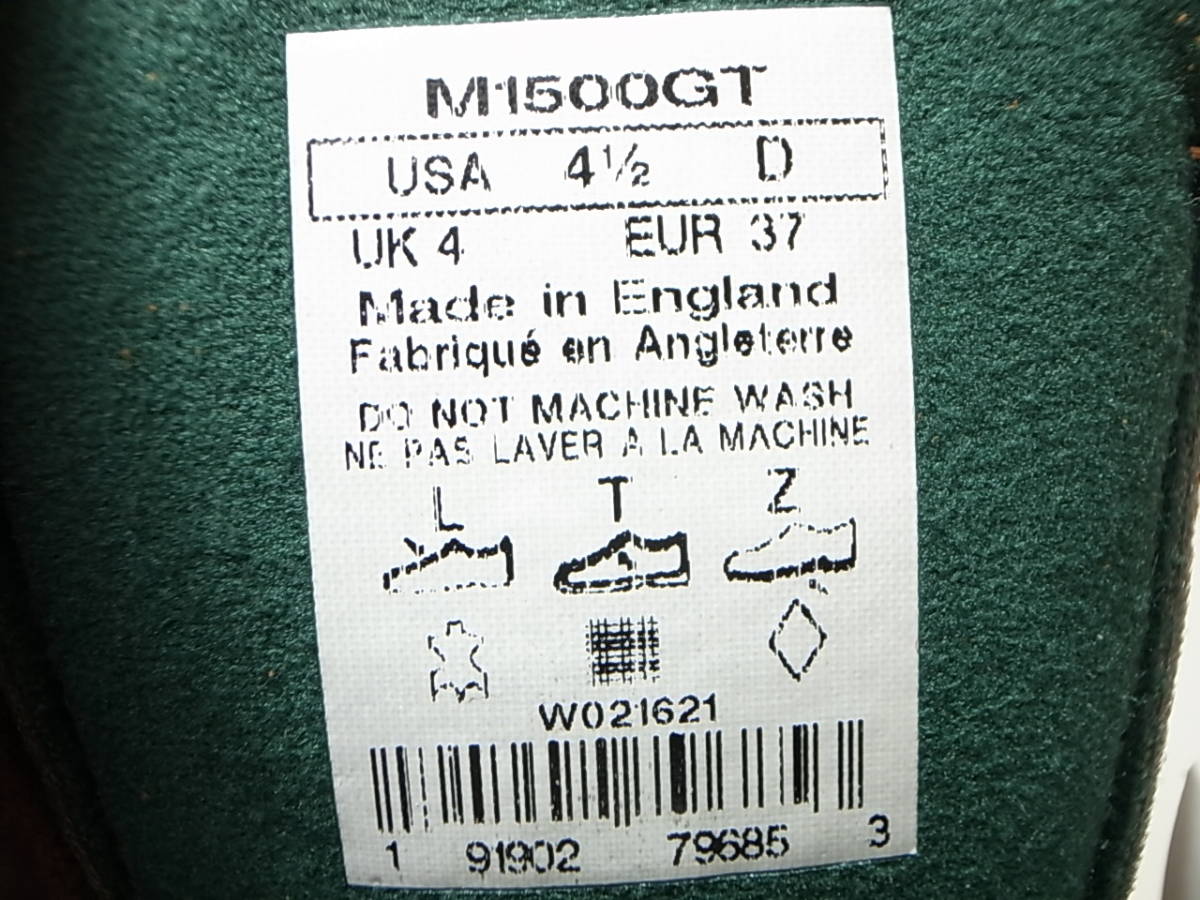 M1500GT
USA 4½ D
UK 4 EUR 37
Made in England
Fabriqué en Angleterre
DO NOT MACHINE WASH
NE PAS LAVER A LA MACHINE
L T Z
W021621
1 91902 79685 3